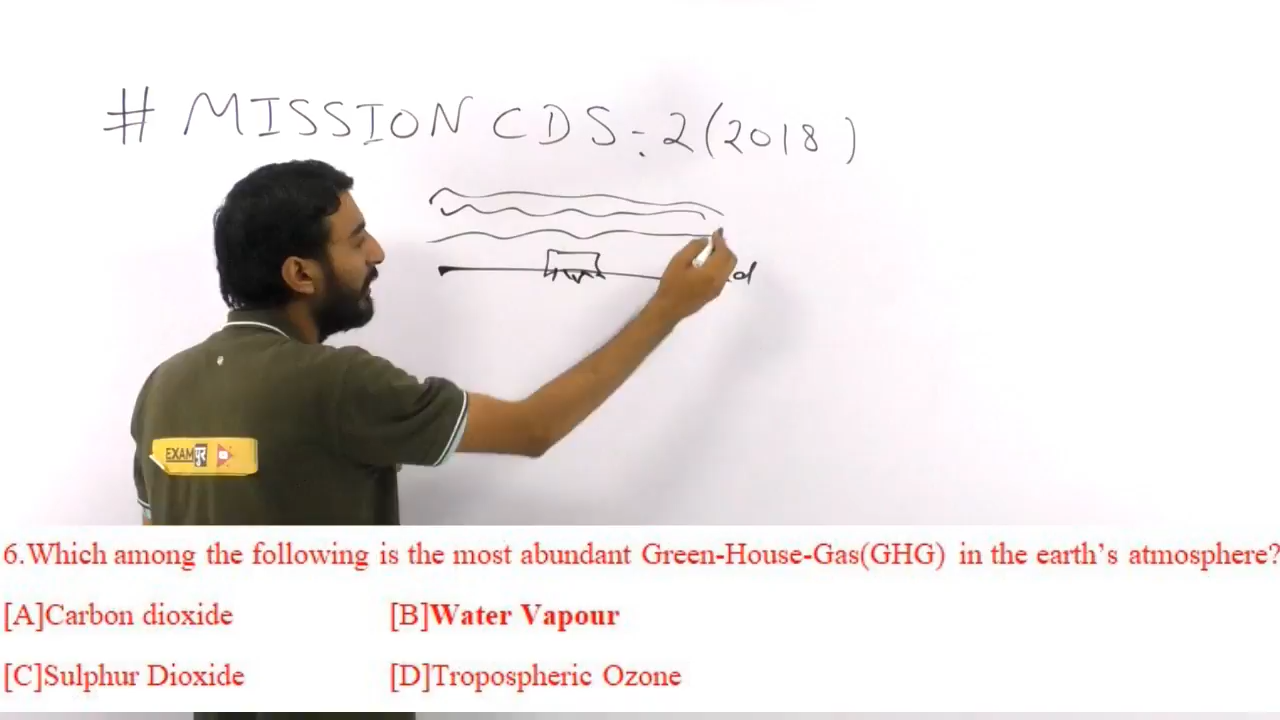 # MISSION CDS-2(2018)
d
EXAM पुर
6.Which among the following is the most abundant Green-House-Gas(GHG) in the earth's atmosphere?
[A]Carbon dioxide [B]Water Vapour
[C]Sulphur Dioxide [D]Tropospheric Ozone